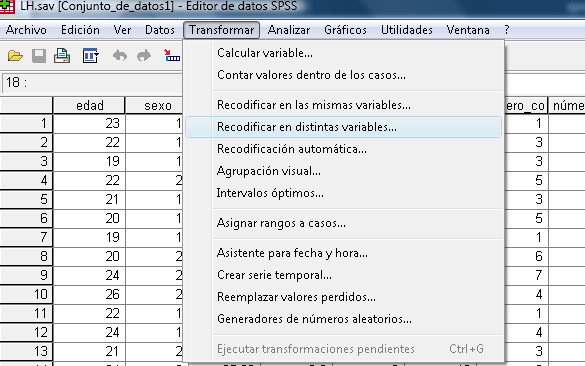 LH.sav [Conjunto_de_datos1] - Editor de datos SPSS
Archivo Edición Ver Datos Transformar Analizar Gráficos Utilidades Ventana ?
Calcular variable...
Contar valores dentro de los casos...
Recodificar en las mismas variables...
Recodificar en distintas variables...
Recodificación automática...
Agrupación visual...
Intervalos óptimos...
Asignar rangos a casos...
Asistente para fecha y hora...
Crear serie temporal...
Reemplazar valores perdidos...
Generadores de números aleatorios...
Ejecutar transformaciones pendientes Ctrl+G
18 :
edad sexo ero_co núme
1 23 1 1
2 22 1 3
3 19 1 3
4 22 2 5
5 21 1 3
6 20 1 5
7 19 1 1
8 20 2 6
9 24 2 7
10 26 2 4
11 22 1 1
12 24 1 4
13 21 2 3